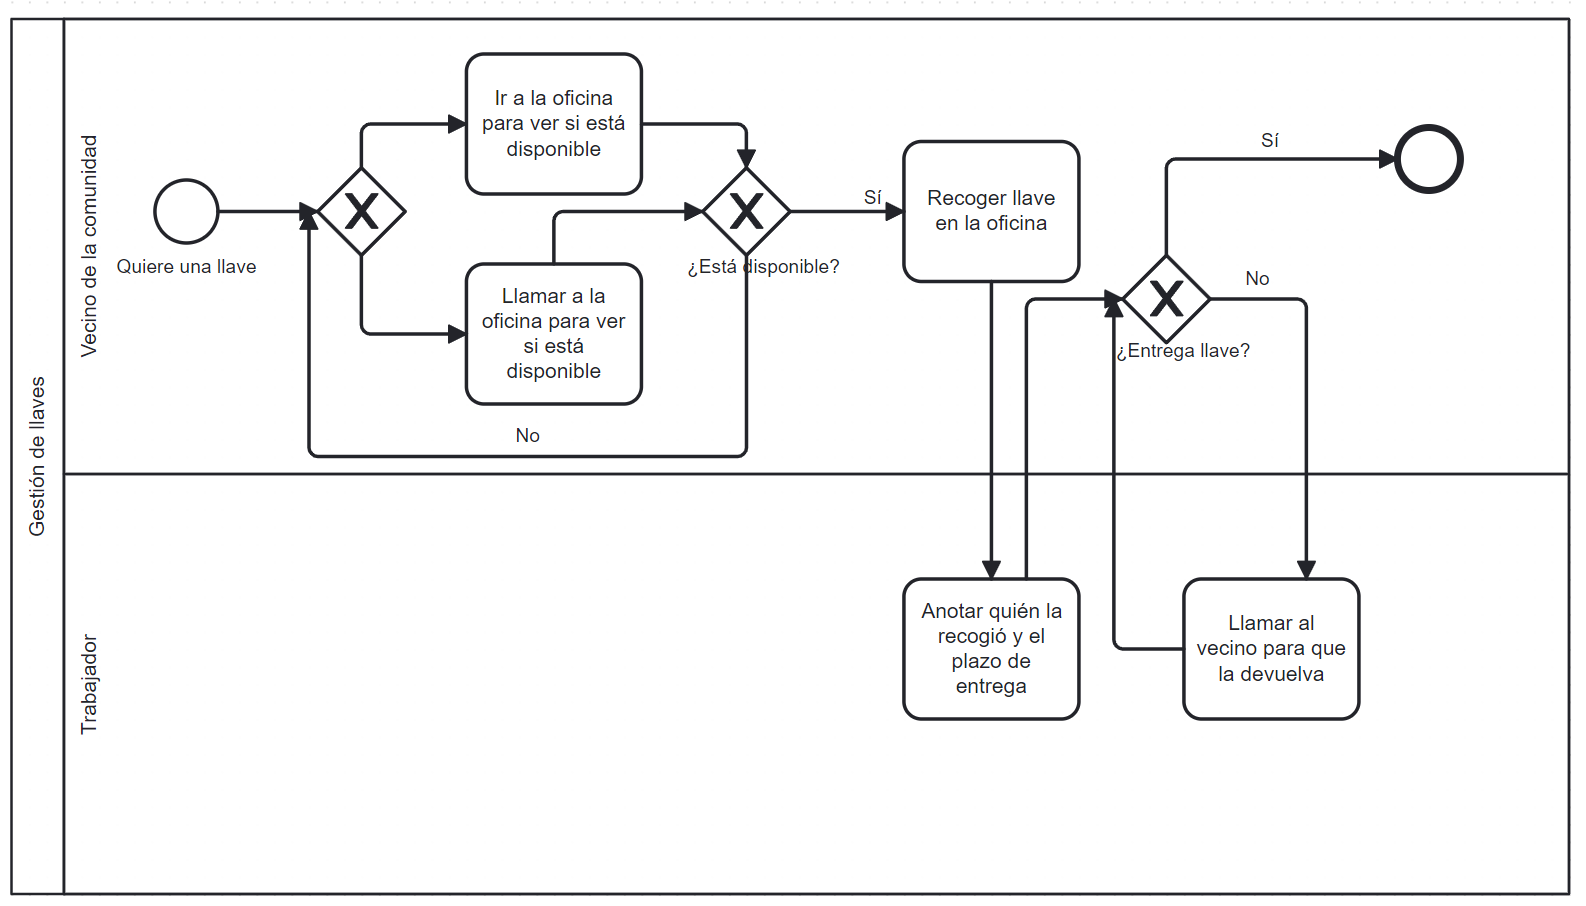 Gestión de llaves
Vecino de la comunidad
Quiere una llave
Ir a la oficina
para ver si está
disponible
Llamar a la
oficina para ver
si está
disponible
No
¿Está disponible?
Sí
Recoger llave
en la oficina
Sí
No
¿Entrega llave?
Trabajador
Anotar quién la
recogió y el
plazo de
entrega
Llamar al
vecino para que
la devuelva